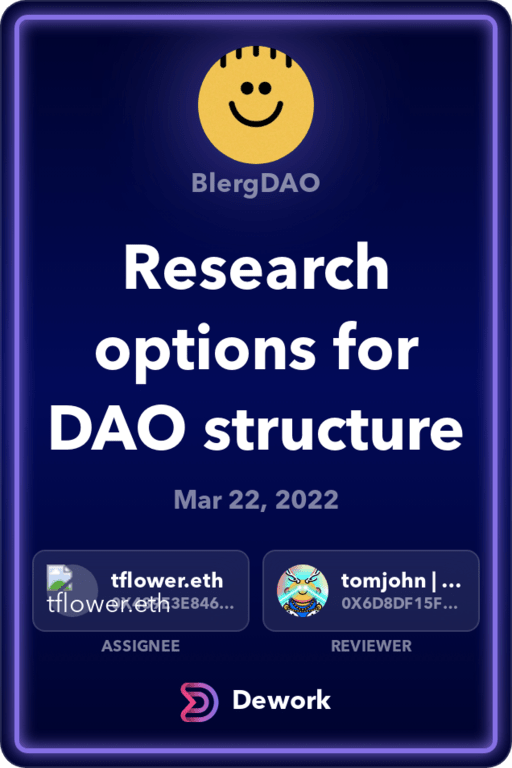 BlergDAO
Research
options for
DAO structure
Mar 22, 2022
tflower.eth
tflower.eth
ASSIGNEE
tomjohn | ...
0X6D8DF15F...
REVIEWER
Dework